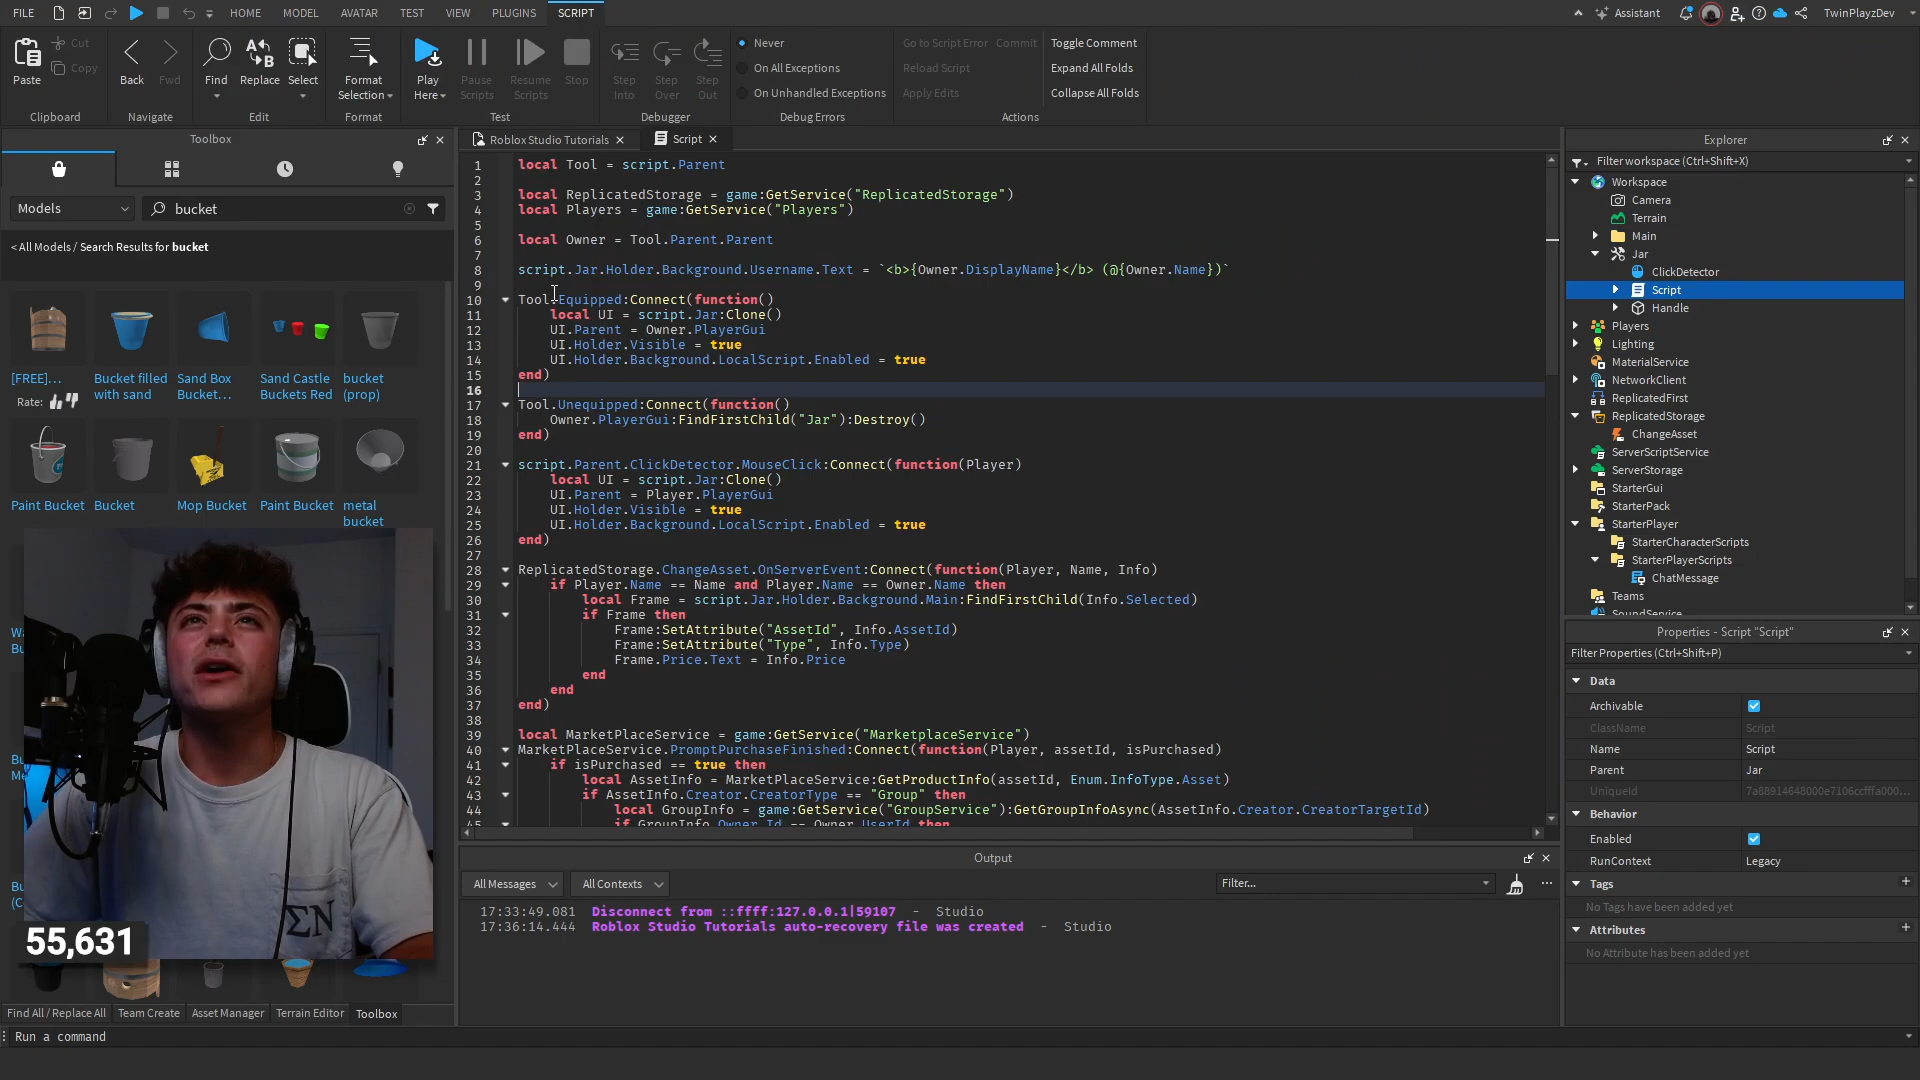 FILE
HOME
MODEL
AVATAR
TEST
VIEW
PLUGINS
SCRIPT
Assistant
TwinPlayzDev
Paste
Cut
Copy
Clipboard
Back
Fwd
Navigate
Find
Replace
Select
Edit
Format
Selection
Format
Play
Here
Pause
Scripts
Resume
Scripts
Stop
Test
Step
Into
Step
Over
Step
Out
Debugger
Never
On All Exceptions
On Unhandled Exceptions
Debug Errors
Go to Script Error
Commit
Reload Script
Apply Edits
Toggle Comment
Expand All Folds
Collapse All Folds
Actions
Toolbox
Models
bucket
< All Models / Search Results for bucket
[FREE]...
Rate:
Bucket filled
with sand
Sand Box
Bucket...
Sand Castle
Buckets Red
bucket
(prop)
Paint Bucket
Bucket
Mop Bucket
Paint Bucket
metal
bucket
55,631
Find All / Replace All
Team Create
Asset Manager
Terrain Editor
Toolbox
Run a command
Roblox Studio Tutorials
Script
1 local Tool = script.Parent
2
3 local ReplicatedStorage = game:GetService("ReplicatedStorage")
4 local Players = game:GetService("Players")
5
6 local Owner = Tool.Parent.Parent
7
8 script.Jar.Holder.Background.Username.Text = `<b>{Owner.DisplayName}</b> (@{Owner.Name})`
9
10 Tool.Equipped:Connect(function()
11 local UI = script.Jar:Clone()
12 UI.Parent = Owner.PlayerGui
13 UI.Holder.Visible = true
14 UI.Holder.Background.LocalScript.Enabled = true
15 end)
16
17 Tool.Unequipped:Connect(function()
18 Owner.PlayerGui:FindFirstChild("Jar"):Destroy()
19 end)
20
21 script.Parent.ClickDetector.MouseClick:Connect(function(Player)
22 local UI = script.Jar:Clone()
23 UI.Parent = Player.PlayerGui
24 UI.Holder.Visible = true
25 UI.Holder.Background.LocalScript.Enabled = true
26 end)
27
28 ReplicatedStorage.ChangeAsset.OnServerEvent:Connect(function(Player, Name, Info)
29 if Player.Name == Name and Player.Name == Owner.Name then
30 local Frame = script.Jar.Holder.Background.Main:FindFirstChild(Info.Selected)
31 if Frame then
32 Frame:SetAttribute("AssetId", Info.AssetId)
33 Frame:SetAttribute("Type", Info.Type)
34 Frame.Price.Text = Info.Price
35 end
36 end
37 end)
38
39 local MarketPlaceService = game:GetService("MarketplaceService")
40 MarketPlaceService.PromptPurchaseFinished:Connect(function(Player, assetId, isPurchased)
41 if isPurchased == true then
42 local AssetInfo = MarketPlaceService:GetProductInfo(assetId, Enum.InfoType.Asset)
43 if AssetInfo.Creator.CreatorType == "Group" then
44 local GroupInfo = game:GetService("GroupService"):GetGroupInfoAsync(AssetInfo.Creator.CreatorTargetId)
45 if GroupInfo.Owner.Id == Owner.UserId then
Output
All Messages
All Contexts
Filter...
17:33:49.081 Disconnect from ::ffff:127.0.0.1|59107 - Studio
17:36:14.444 Roblox Studio Tutorials auto-recovery file was created - Studio
Explorer
Filter workspace (Ctrl+Shift+X)
Workspace
Camera
Terrain
Main
Jar
ClickDetector
Script
Handle
Players
Lighting
MaterialService
NetworkClient
ReplicatedFirst
ReplicatedStorage
ChangeAsset
ServerScriptService
ServerStorage
StarterGui
StarterPack
StarterPlayer
StarterCharacterScripts
StarterPlayerScripts
ChatMessage
Teams
SoundService
Properties - Script "Script"
Filter Properties (Ctrl+Shift+P)
Data
Archivable
ClassName Script
Name Script
Parent Jar
UniqueId 7a88914648000e7106ccfffa000...
Behavior
Enabled
RunContext Legacy
Tags
No Tags have been added yet
Attributes
No Attribute has been added yet